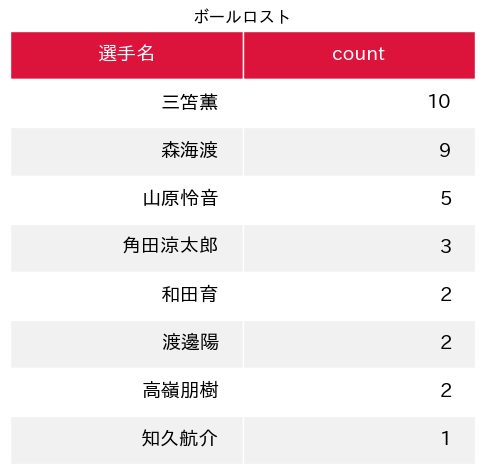 ボールロスト
選手名 count
三笘薫 10
森海渡 9
山原怜音 5
角田涼太郎 3
和田育 2
渡邊陽 2
高嶺朋樹 2
知久航介 1